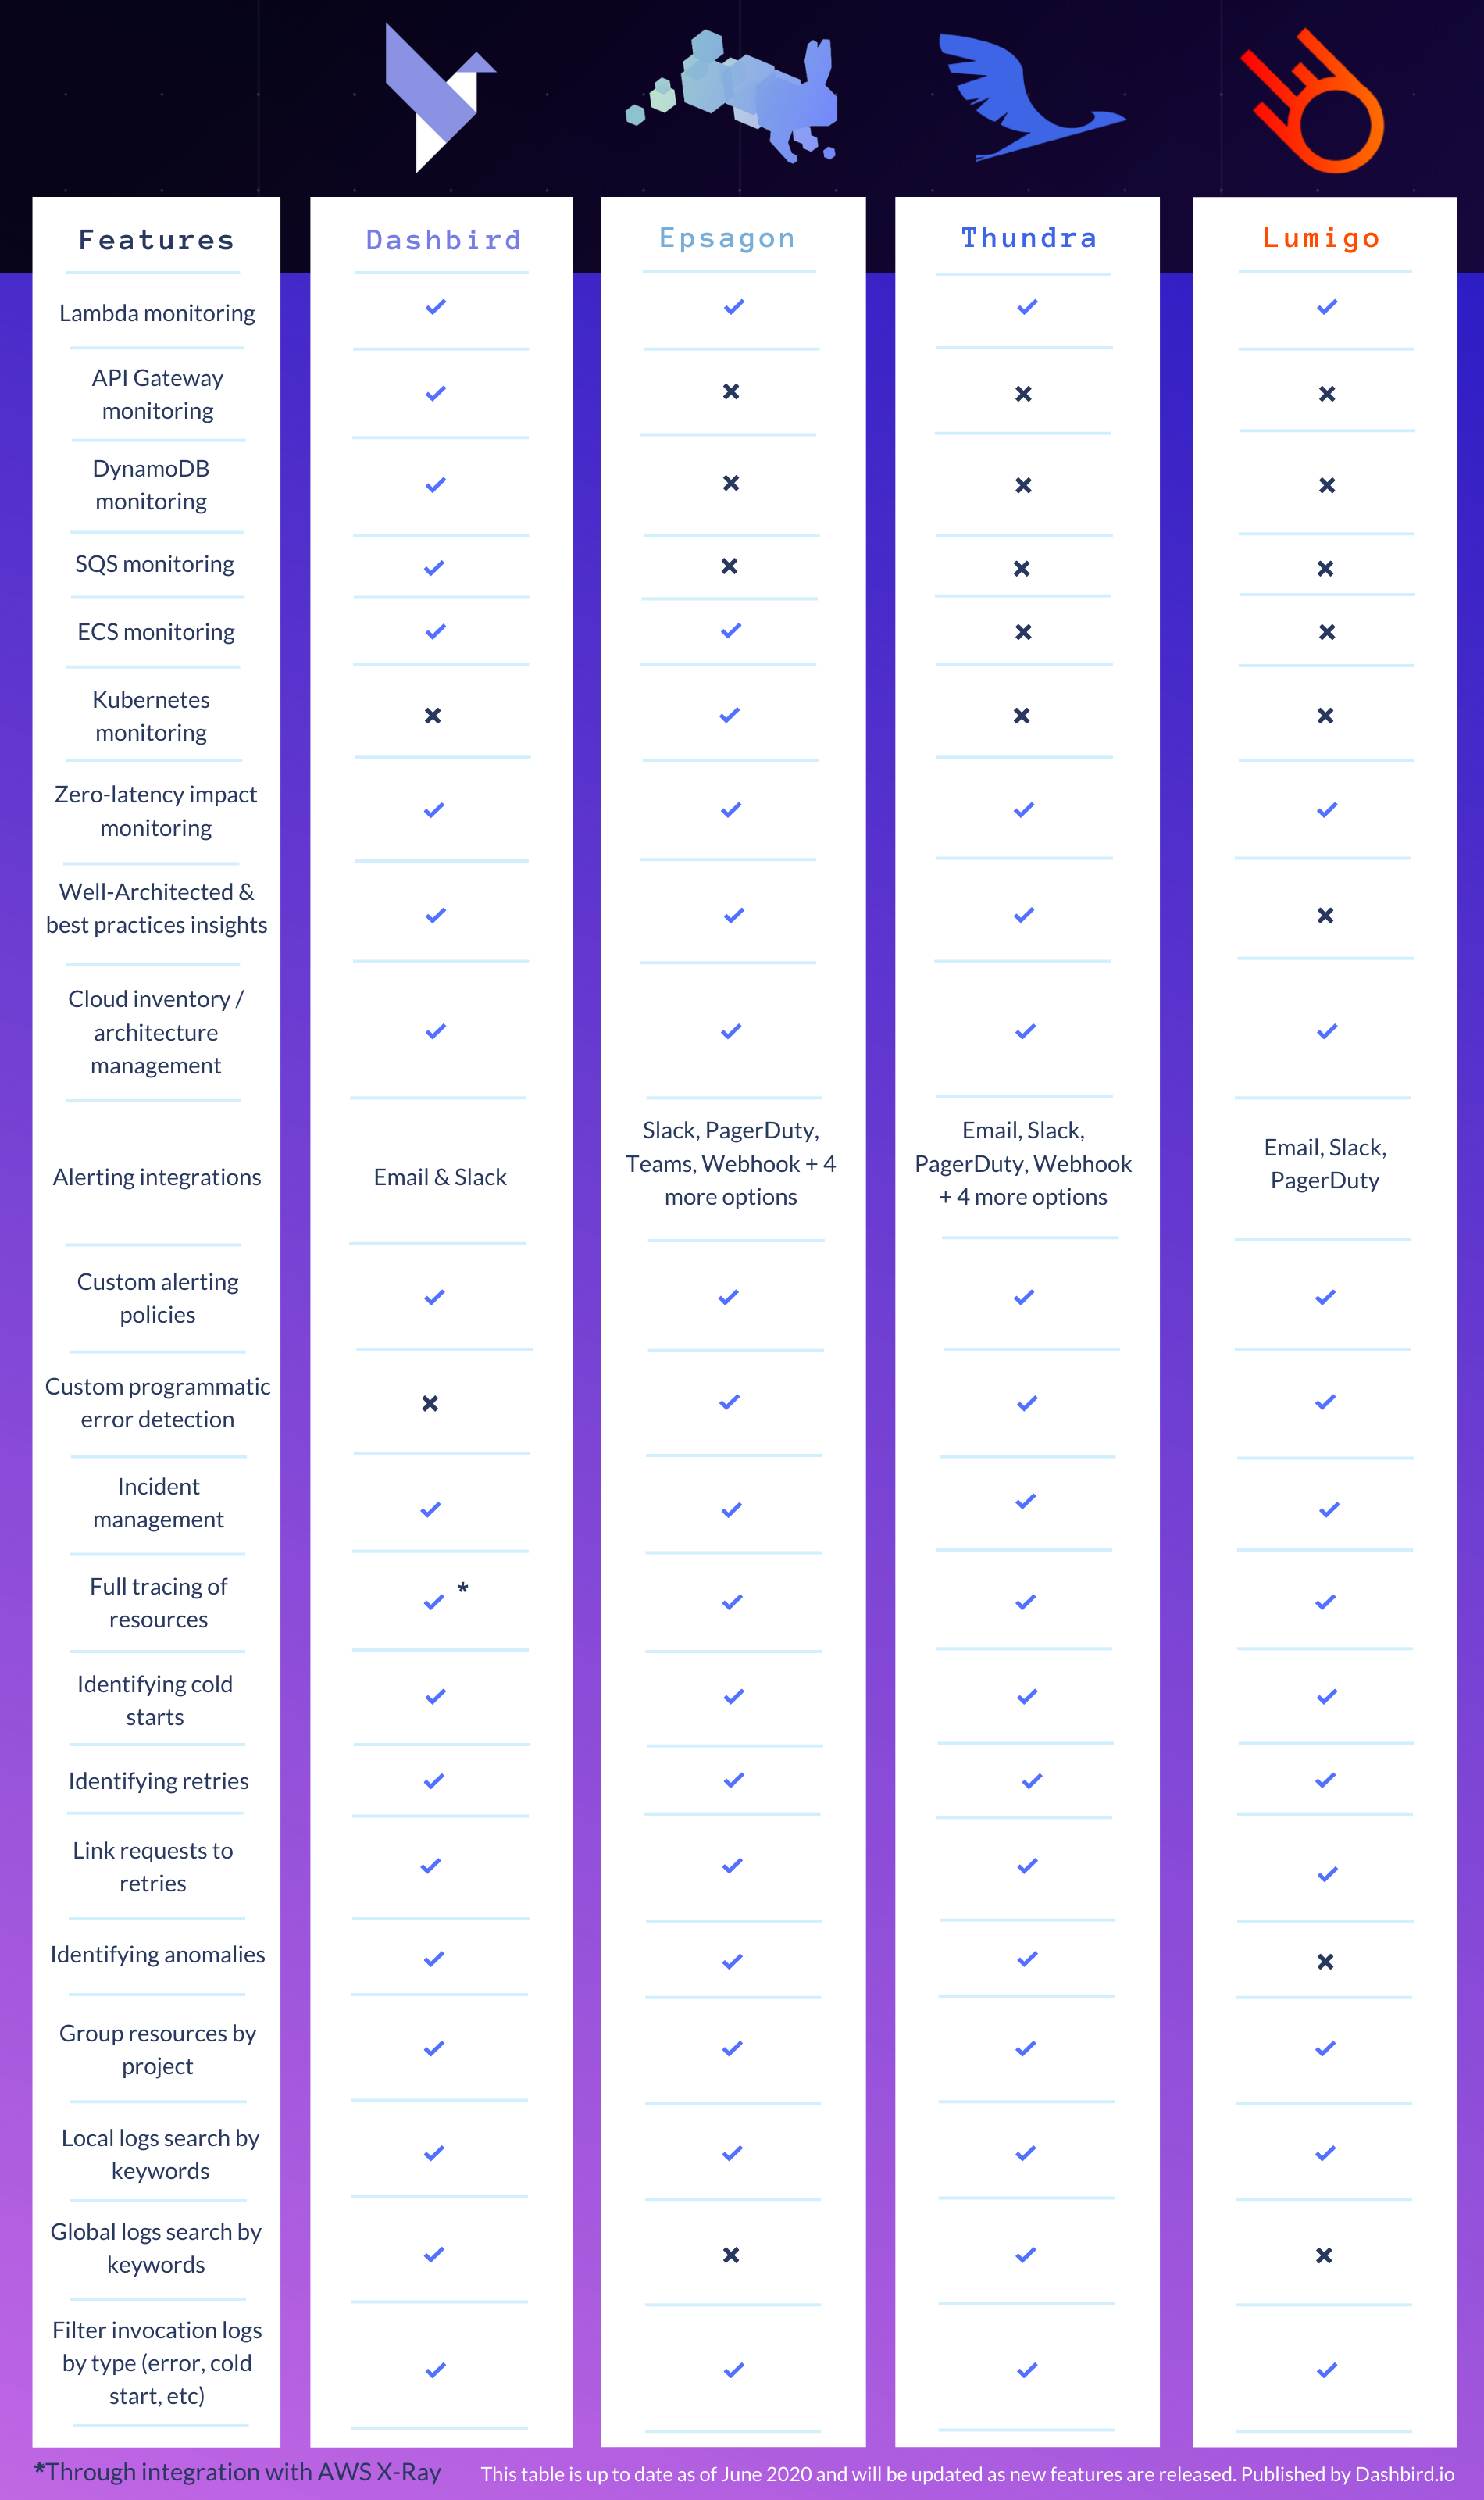 Features Dashbird Epsagon Thundra Lumigo
Lambda monitoring
API Gateway
monitoring
DynamoDB
monitoring
SQS monitoring
ECS monitoring
Kubernetes
monitoring
Zero-latency impact
monitoring
Well-Architected &
best practices insights
Cloud inventory /
architecture
management
Alerting integrations
Email & Slack
Slack, PagerDuty,
Teams, Webhook + 4
more options
Email, Slack,
PagerDuty, Webhook
+ 4 more options
Email, Slack,
PagerDuty
Custom alerting
policies
Custom programmatic
error detection
Incident
management
Full tracing of
resources
*
Identifying cold
starts
Identifying retries
Link requests to
retries
Identifying anomalies
Group resources by
project
Local logs search by
keywords
Global logs search by
keywords
Filter invocation logs
by type (error, cold
start, etc)
*Through integration with AWS X-Ray
This table is up to date as of June 2020 and will be updated as new features are released. Published by Dashbird.io